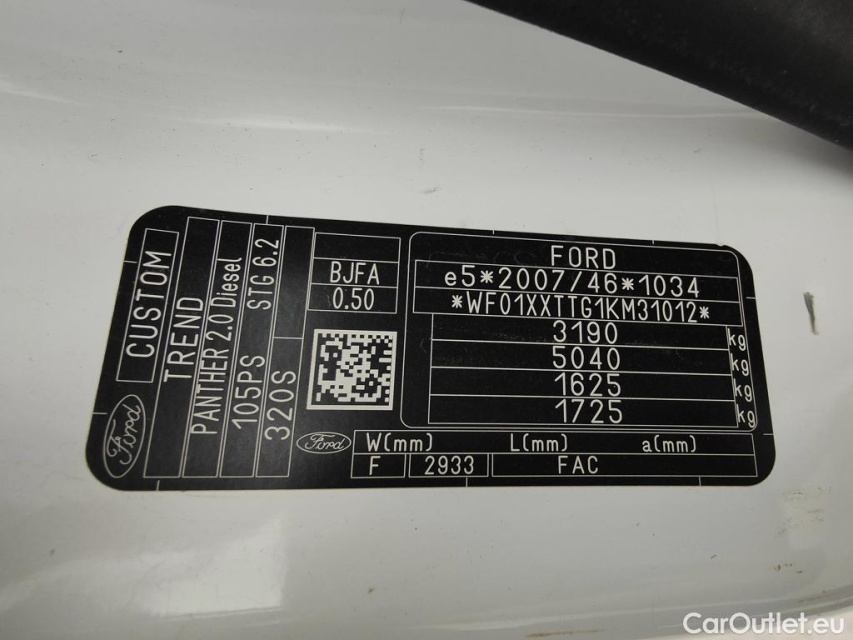 CUSTOM
TREND
PANTHER 2.0 Diesel
105PS STG 6.2
320S
Ford
BJFA
0.50
FORD
e5*2007/46*1034
*WF01XXTTG1KM31012*
3190 kg
5040 kg
1625 kg
1725 kg
Ford
W(mm) L(mm) a(mm)
F 2933 FAC
CarOutlet.eu